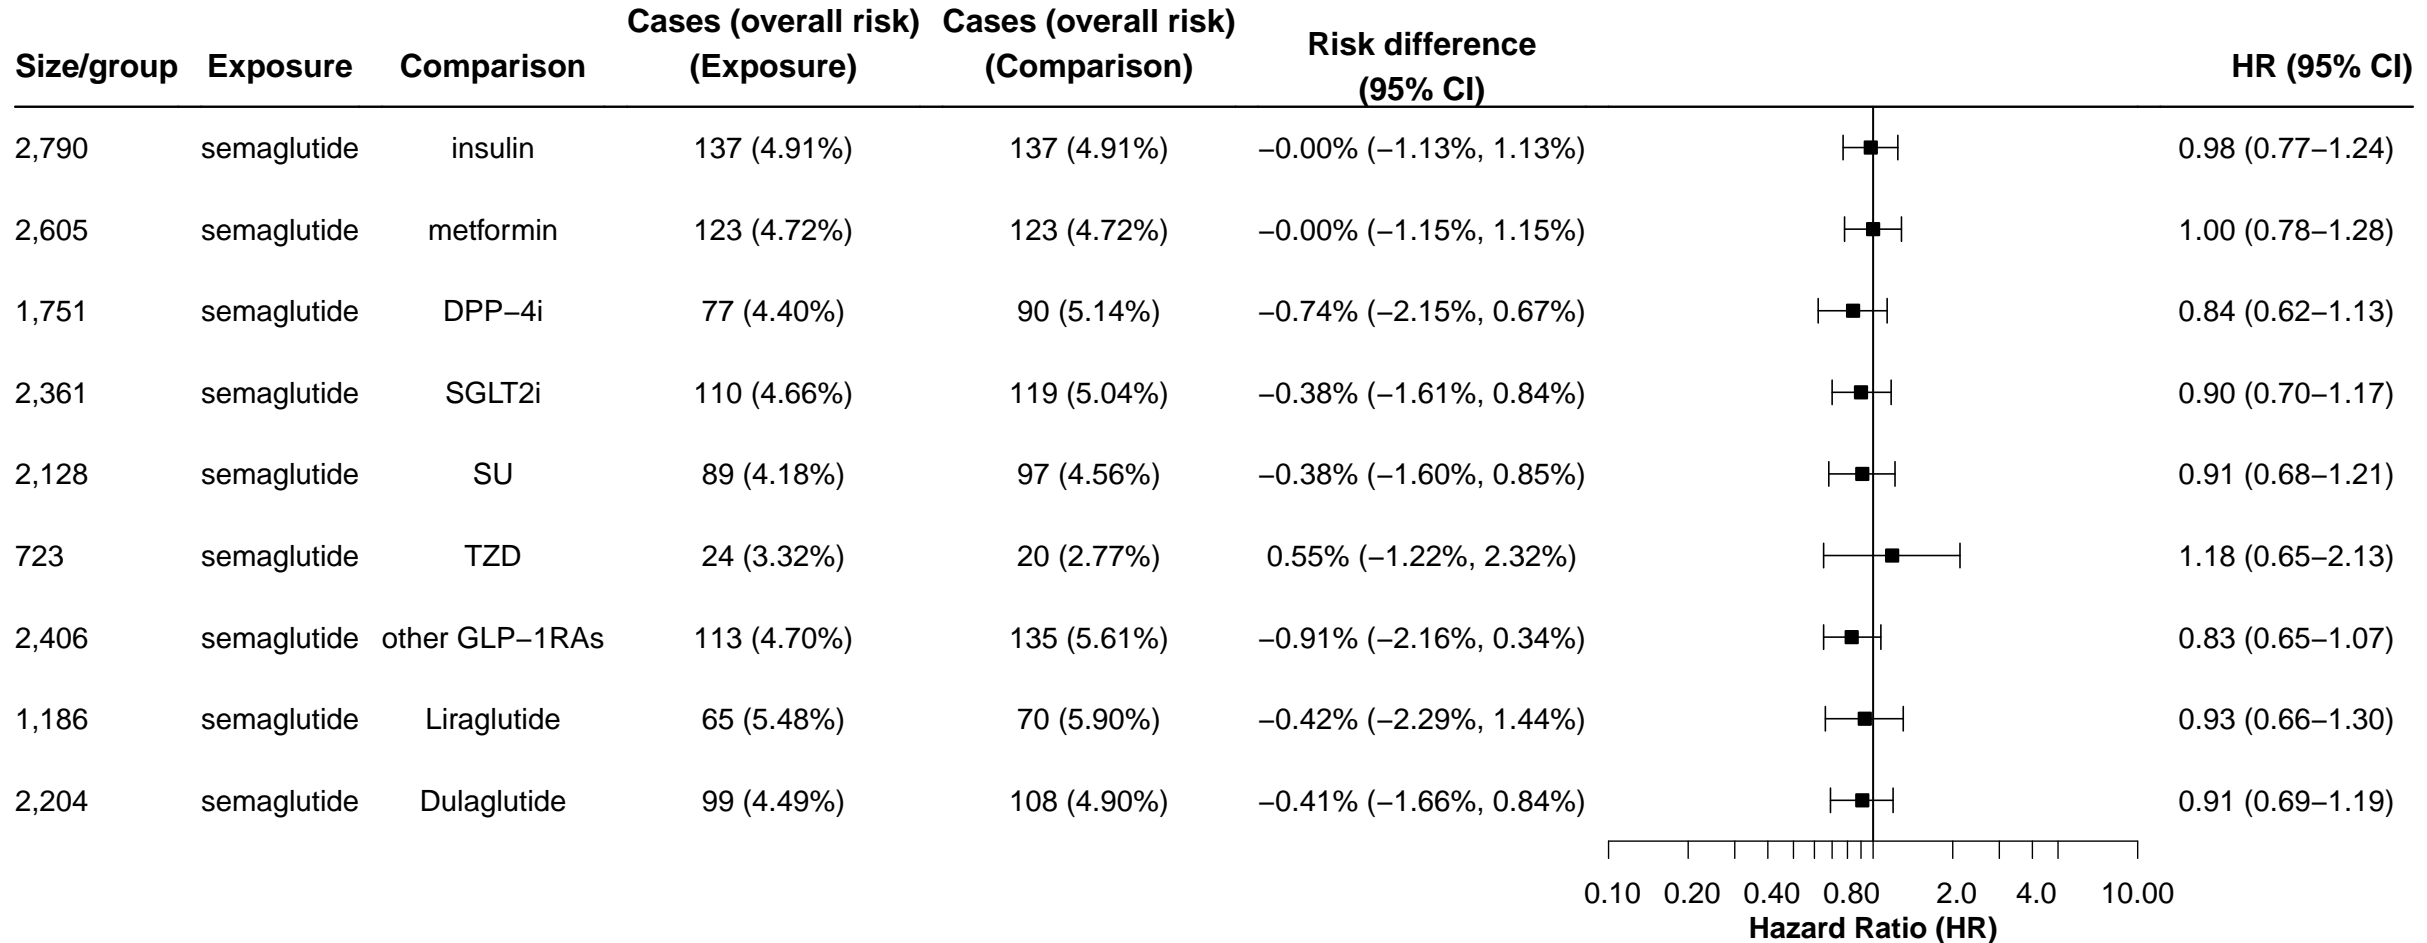 Cases (overall risk) Cases (overall risk) Risk difference
Size/group Exposure Comparison (Exposure) (Comparison) (95% CI) HR (95% CI)
2,790 semaglutide insulin 137 (4.91%) 137 (4.91%) −0.00% (−1.13%, 1.13%) 0.98 (0.77−1.24)
2,605 semaglutide metformin 123 (4.72%) 123 (4.72%) −0.00% (−1.15%, 1.15%) 1.00 (0.78−1.28)
1,751 semaglutide DPP−4i 77 (4.40%) 90 (5.14%) −0.74% (−2.15%, 0.67%) 0.84 (0.62−1.13)
2,361 semaglutide SGLT2i 110 (4.66%) 119 (5.04%) −0.38% (−1.61%, 0.84%) 0.90 (0.70−1.17)
2,128 semaglutide SU 89 (4.18%) 97 (4.56%) −0.38% (−1.60%, 0.85%) 0.91 (0.68−1.21)
723 semaglutide TZD 24 (3.32%) 20 (2.77%) 0.55% (−1.22%, 2.32%) 1.18 (0.65−2.13)
2,406 semaglutide other GLP−1RAs 113 (4.70%) 135 (5.61%) −0.91% (−2.16%, 0.34%) 0.83 (0.65−1.07)
1,186 semaglutide Liraglutide 65 (5.48%) 70 (5.90%) −0.42% (−2.29%, 1.44%) 0.93 (0.66−1.30)
2,204 semaglutide Dulaglutide 99 (4.49%) 108 (4.90%) −0.41% (−1.66%, 0.84%) 0.91 (0.69−1.19)
0.10 0.20 0.40 0.80 2.0 4.0 10.00
Hazard Ratio (HR)